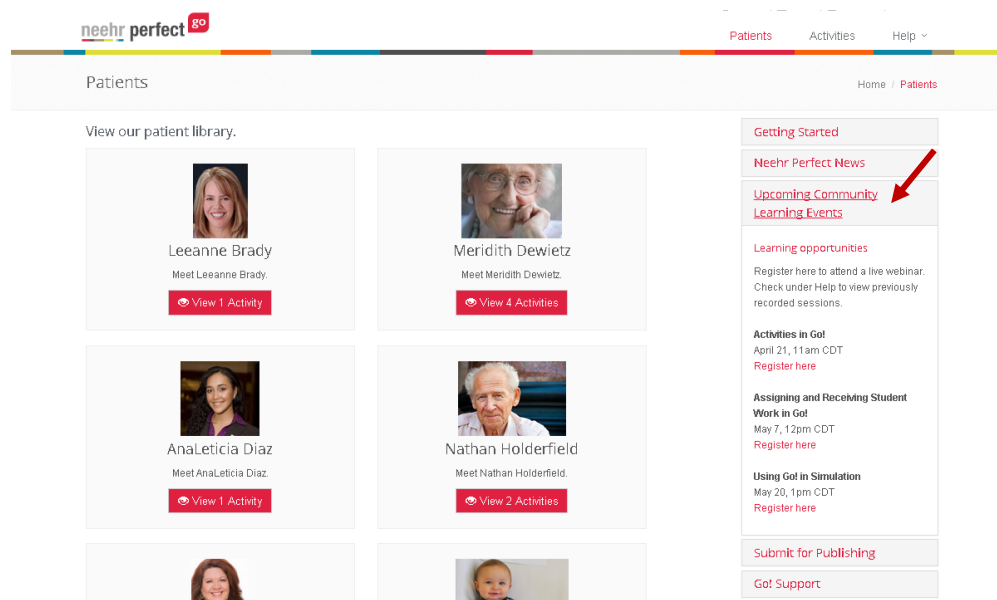 neehr perfect go
Patients Activities Help
Patients
Home / Patients
View our patient library.
Leeanne Brady
Meet Leeanne Brady.
View 1 Activity
Meridith Dewietz
Meet Meridith Dewietz.
View 4 Activities
AnaLeticia Diaz
Meet AnaLeticia Diaz.
View 1 Activity
Nathan Holderfield
Meet Nathan Holderfield.
View 2 Activities
Getting Started
Neehr Perfect News
Upcoming Community
Learning Events
Learning opportunities
Register here to attend a live webinar.
Check under Help to view previously
recorded sessions.
Activities in Go!
April 21, 11am CDT
Register here
Assigning and Receiving Student
Work in Go!
May 7, 12pm CDT
Register here
Using Go! in Simulation
May 20, 1pm CDT
Register here
Submit for Publishing
Go! Support